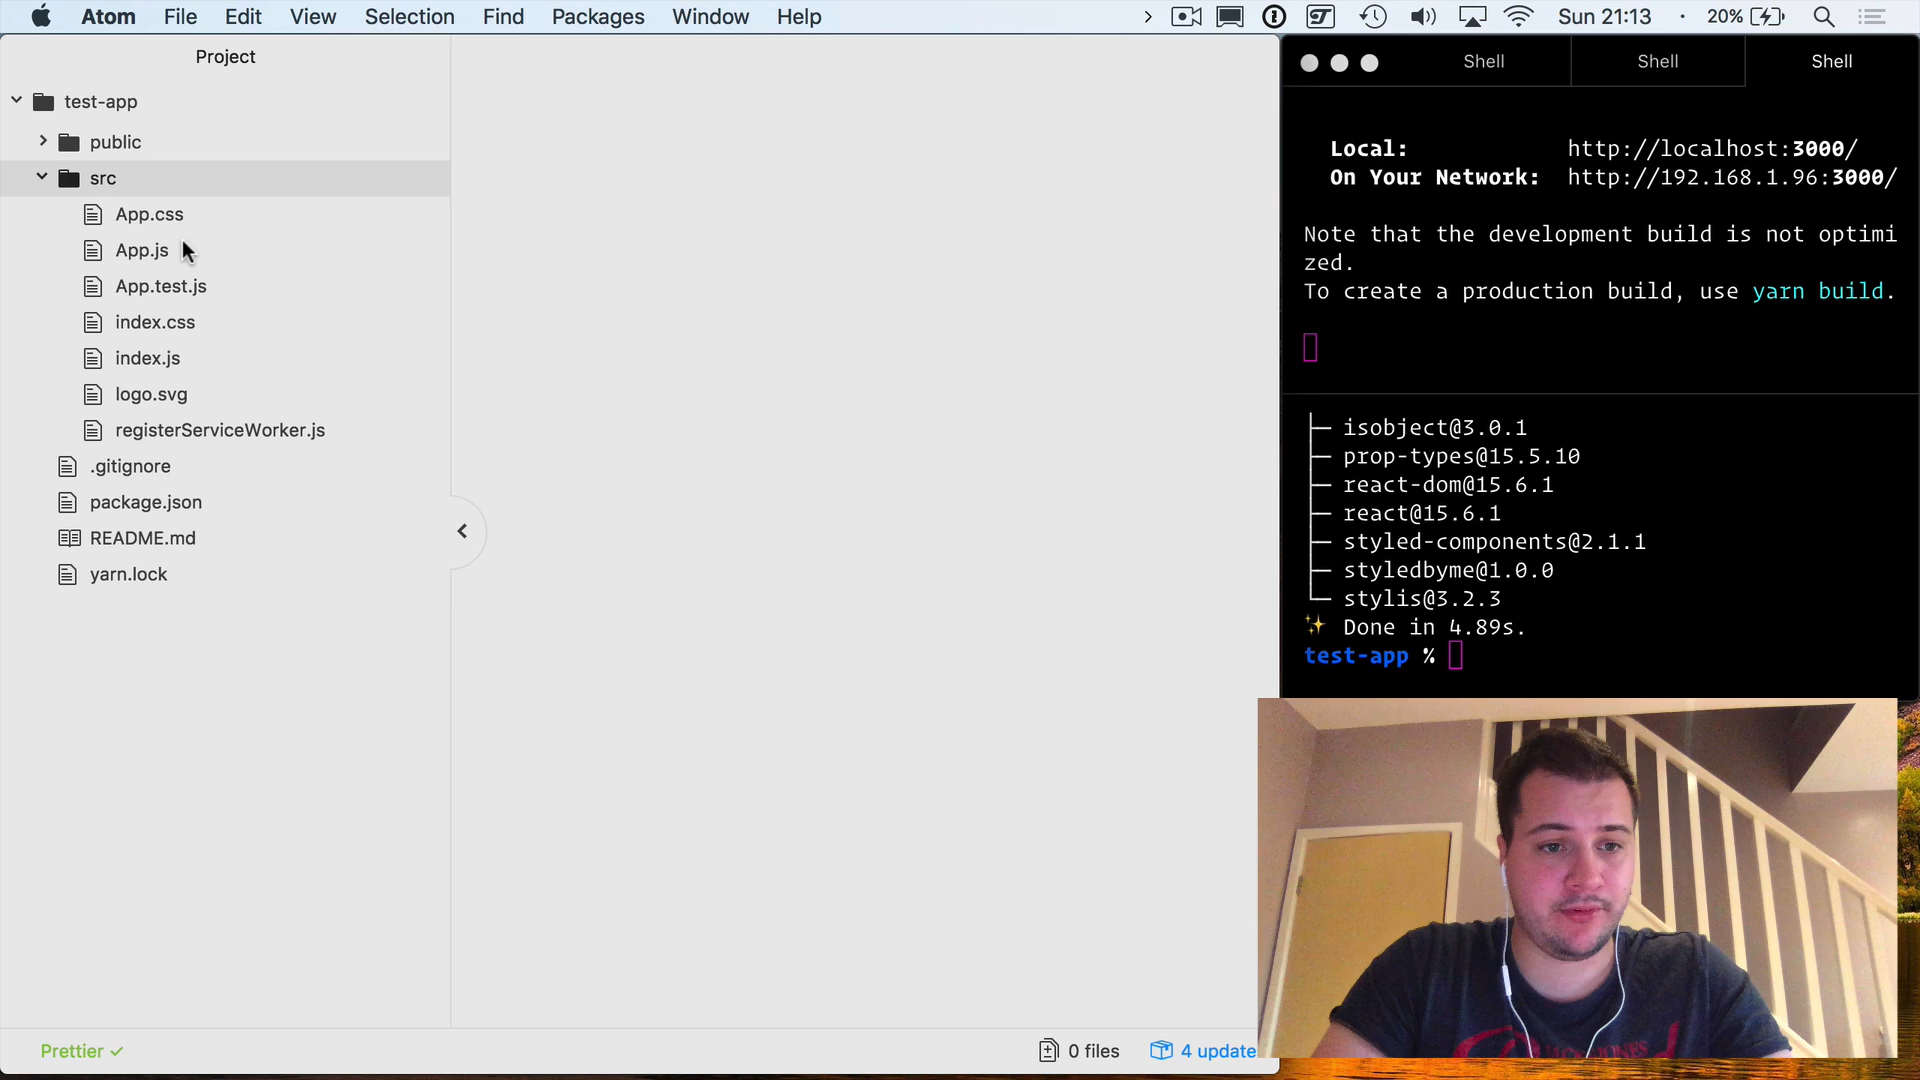 Atom File Edit View Selection Find Packages Window Help Sun 21:13 20%
Project
test-app
public
src
App.css
App.js
App.test.js
index.css
index.js
logo.svg
registerServiceWorker.js
.gitignore
package.json
README.md
yarn.lock
Prettier ✓
0 files
4 update
Shell Shell Shell
Local: http://localhost:3000/
On Your Network: http://192.168.1.96:3000/
Note that the development build is not optimi
zed.
To create a production build, use yarn build.
├─ isobject@3.0.1
├─ prop-types@15.5.10
├─ react-dom@15.6.1
├─ react@15.6.1
├─ styled-components@2.1.1
├─ styledbyme@1.0.0
└─ stylis@3.2.3
✨ Done in 4.89s.
test-app %